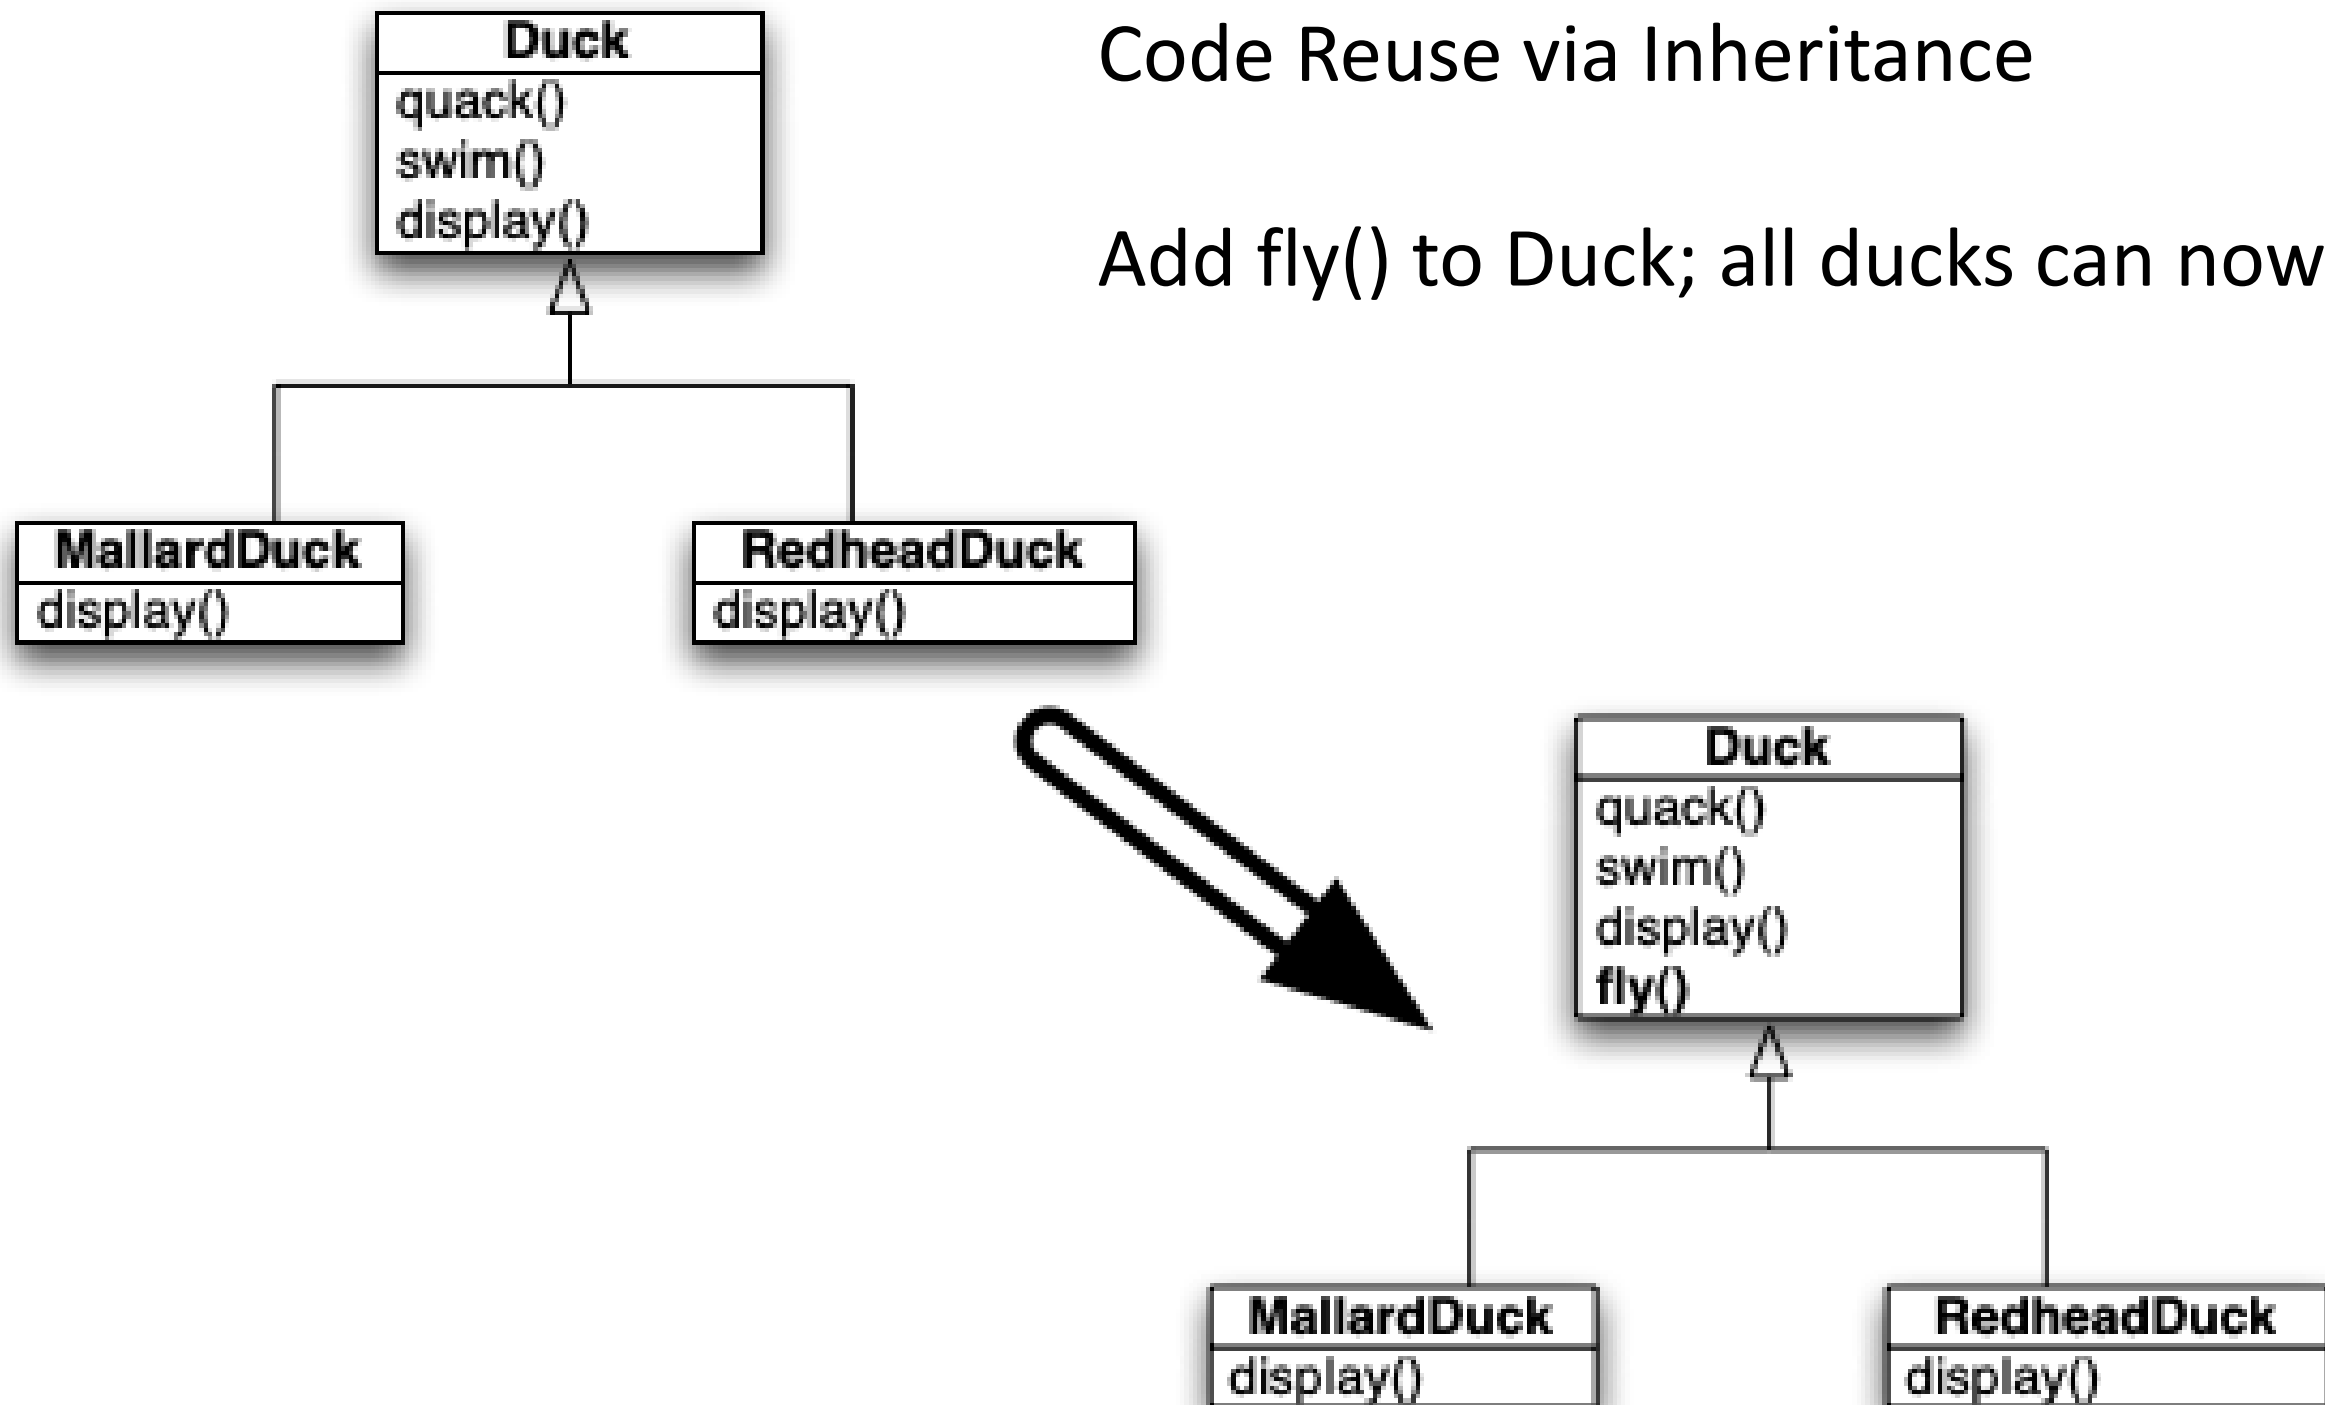 Code Reuse via Inheritance
Add fly() to Duck; all ducks can now
Duck
quack()
swim()
display()
MallardDuck
display()
RedheadDuck
display()
Duck
quack()
swim()
display()
fly()
MallardDuck
display()
RedheadDuck
display()